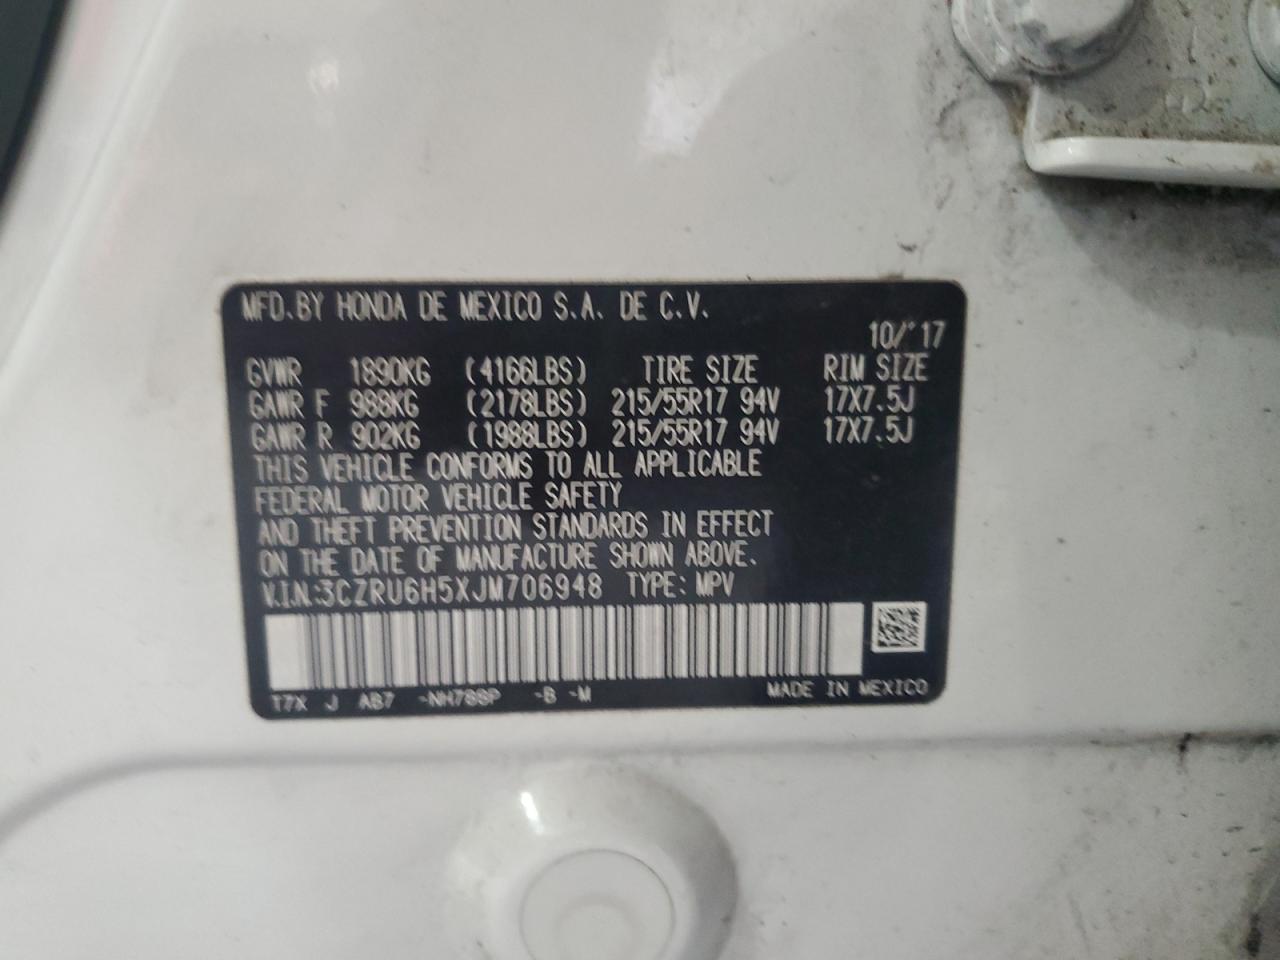 MFD.BY HONDA DE MEXICO S.A. DE C.V.
10/'17
GVWR 1890KG (4166LBS) TIRE SIZE RIM SIZE
GAWR F 988KG (2178LBS) 215/55R17 94V 17X7.5J
GAWR R 902KG (1988LBS) 215/55R17 94V 17X7.5J
THIS VEHICLE CONFORMS TO ALL APPLICABLE
FEDERAL MOTOR VEHICLE SAFETY
AND THEFT PREVENTION STANDARDS IN EFFECT
ON THE DATE OF MANUFACTURE SHOWN ABOVE.
V.I.N.:3CZRU6H5XJM706948 TYPE: MPV
T7X J AB7 -NH788P -B -M MADE IN MEXICO